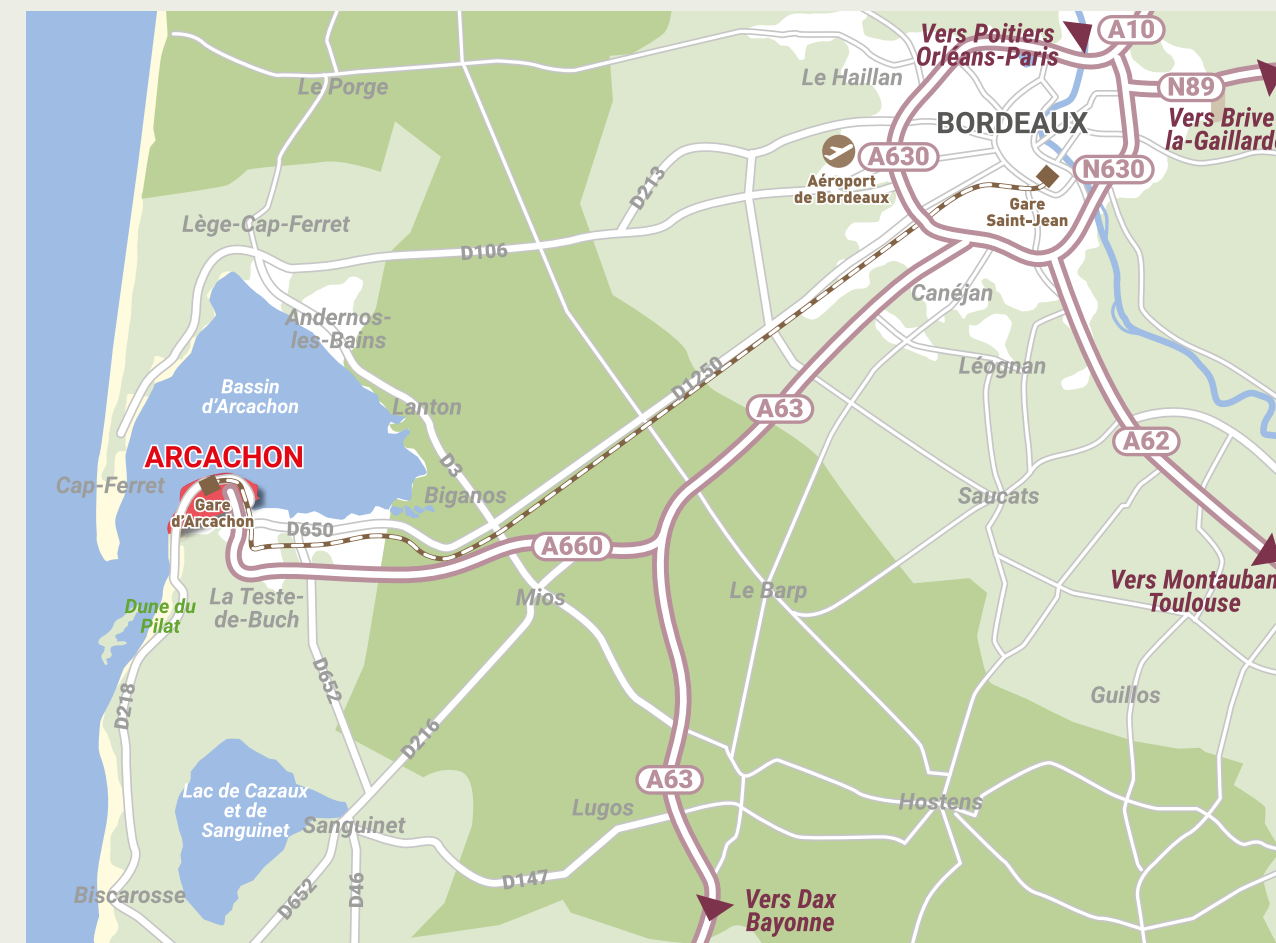 Vers Poitiers
Orléans-Paris
A10
Le Haillan
Le Porge
N89
Vers Brive
la-Gaillarde
BORDEAUX
A630
N630
Aéroport
de Bordeaux
Gare
Saint-Jean
D213
Lège-Cap-Ferret
D106
Canéjan
Andernos-
les-Bains
Léognan
D1250
Bassin
d'Arcachon
Lanton
A63
A62
ARCACHON
D3
Cap-Ferret
Biganos
Saucats
Gare
d'Arcachon
D650
A660
Vers Montauban
Toulouse
La Teste-
de-Buch
Mios
Le Barp
Dune du
Pilat
D652
D218
Guillos
D216
A63
Lac de Cazaux
et de
Sanguinet
Sanguinet
Lugos
Hostens
D147
D46
D652
Biscarosse
Vers Dax
Bayonne